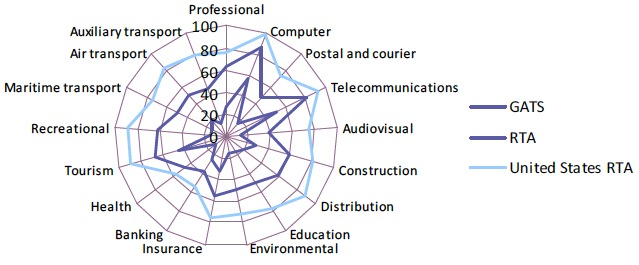 Professional
Auxiliary transport
Computer
Air transport
Postal and courier
Maritime transport
Telecommunications
Recreational
Audiovisual
Tourism
Construction
Health
Distribution
Banking
Education
Insurance
Environmental
100
80
60
40
20
0
GATS
RTA
United States RTA